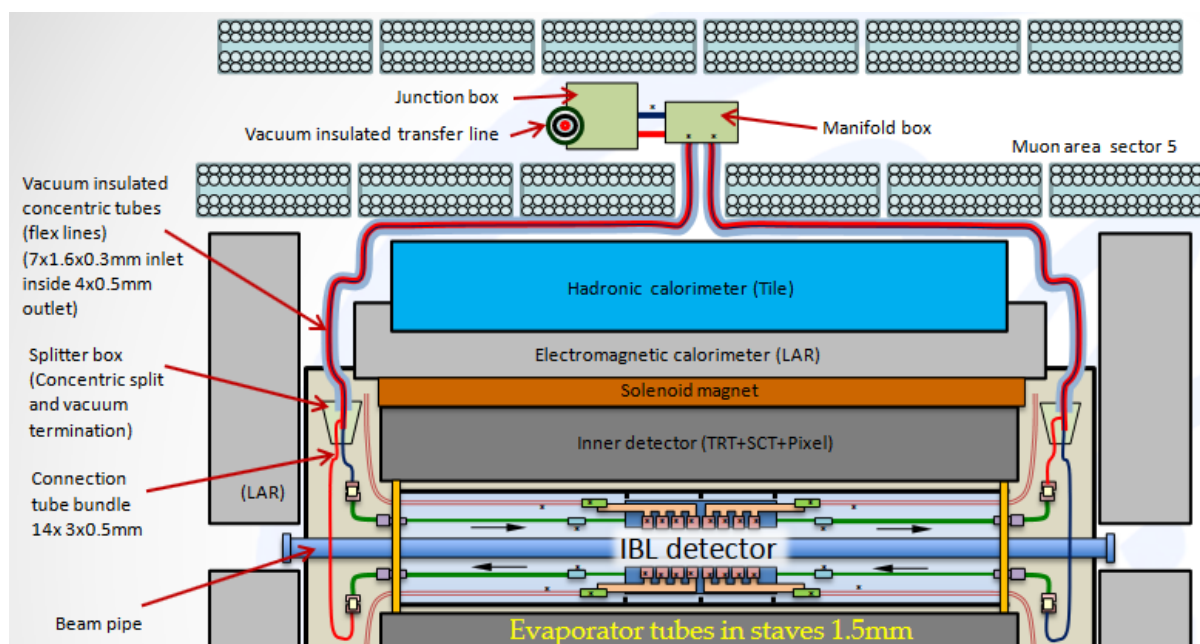 Junction box
Vacuum insulated transfer line
Manifold box
Muon area sector 5
Vacuum insulated
concentric tubes
(flex lines)
(7x1.6x0.3mm inlet
inside 4x0.5mm
outlet)
Hadronic calorimeter (Tile)
Electromagnetic calorimeter (LAR)
Splitter box
(Concentric split
and vacuum
termination)
Solenoid magnet
Inner detector (TRT+SCT+Pixel)
Connection
tube bundle
14x 3x0.5mm
(LAR)
IBL detector
Beam pipe
Evaporator tubes in staves 1.5mm